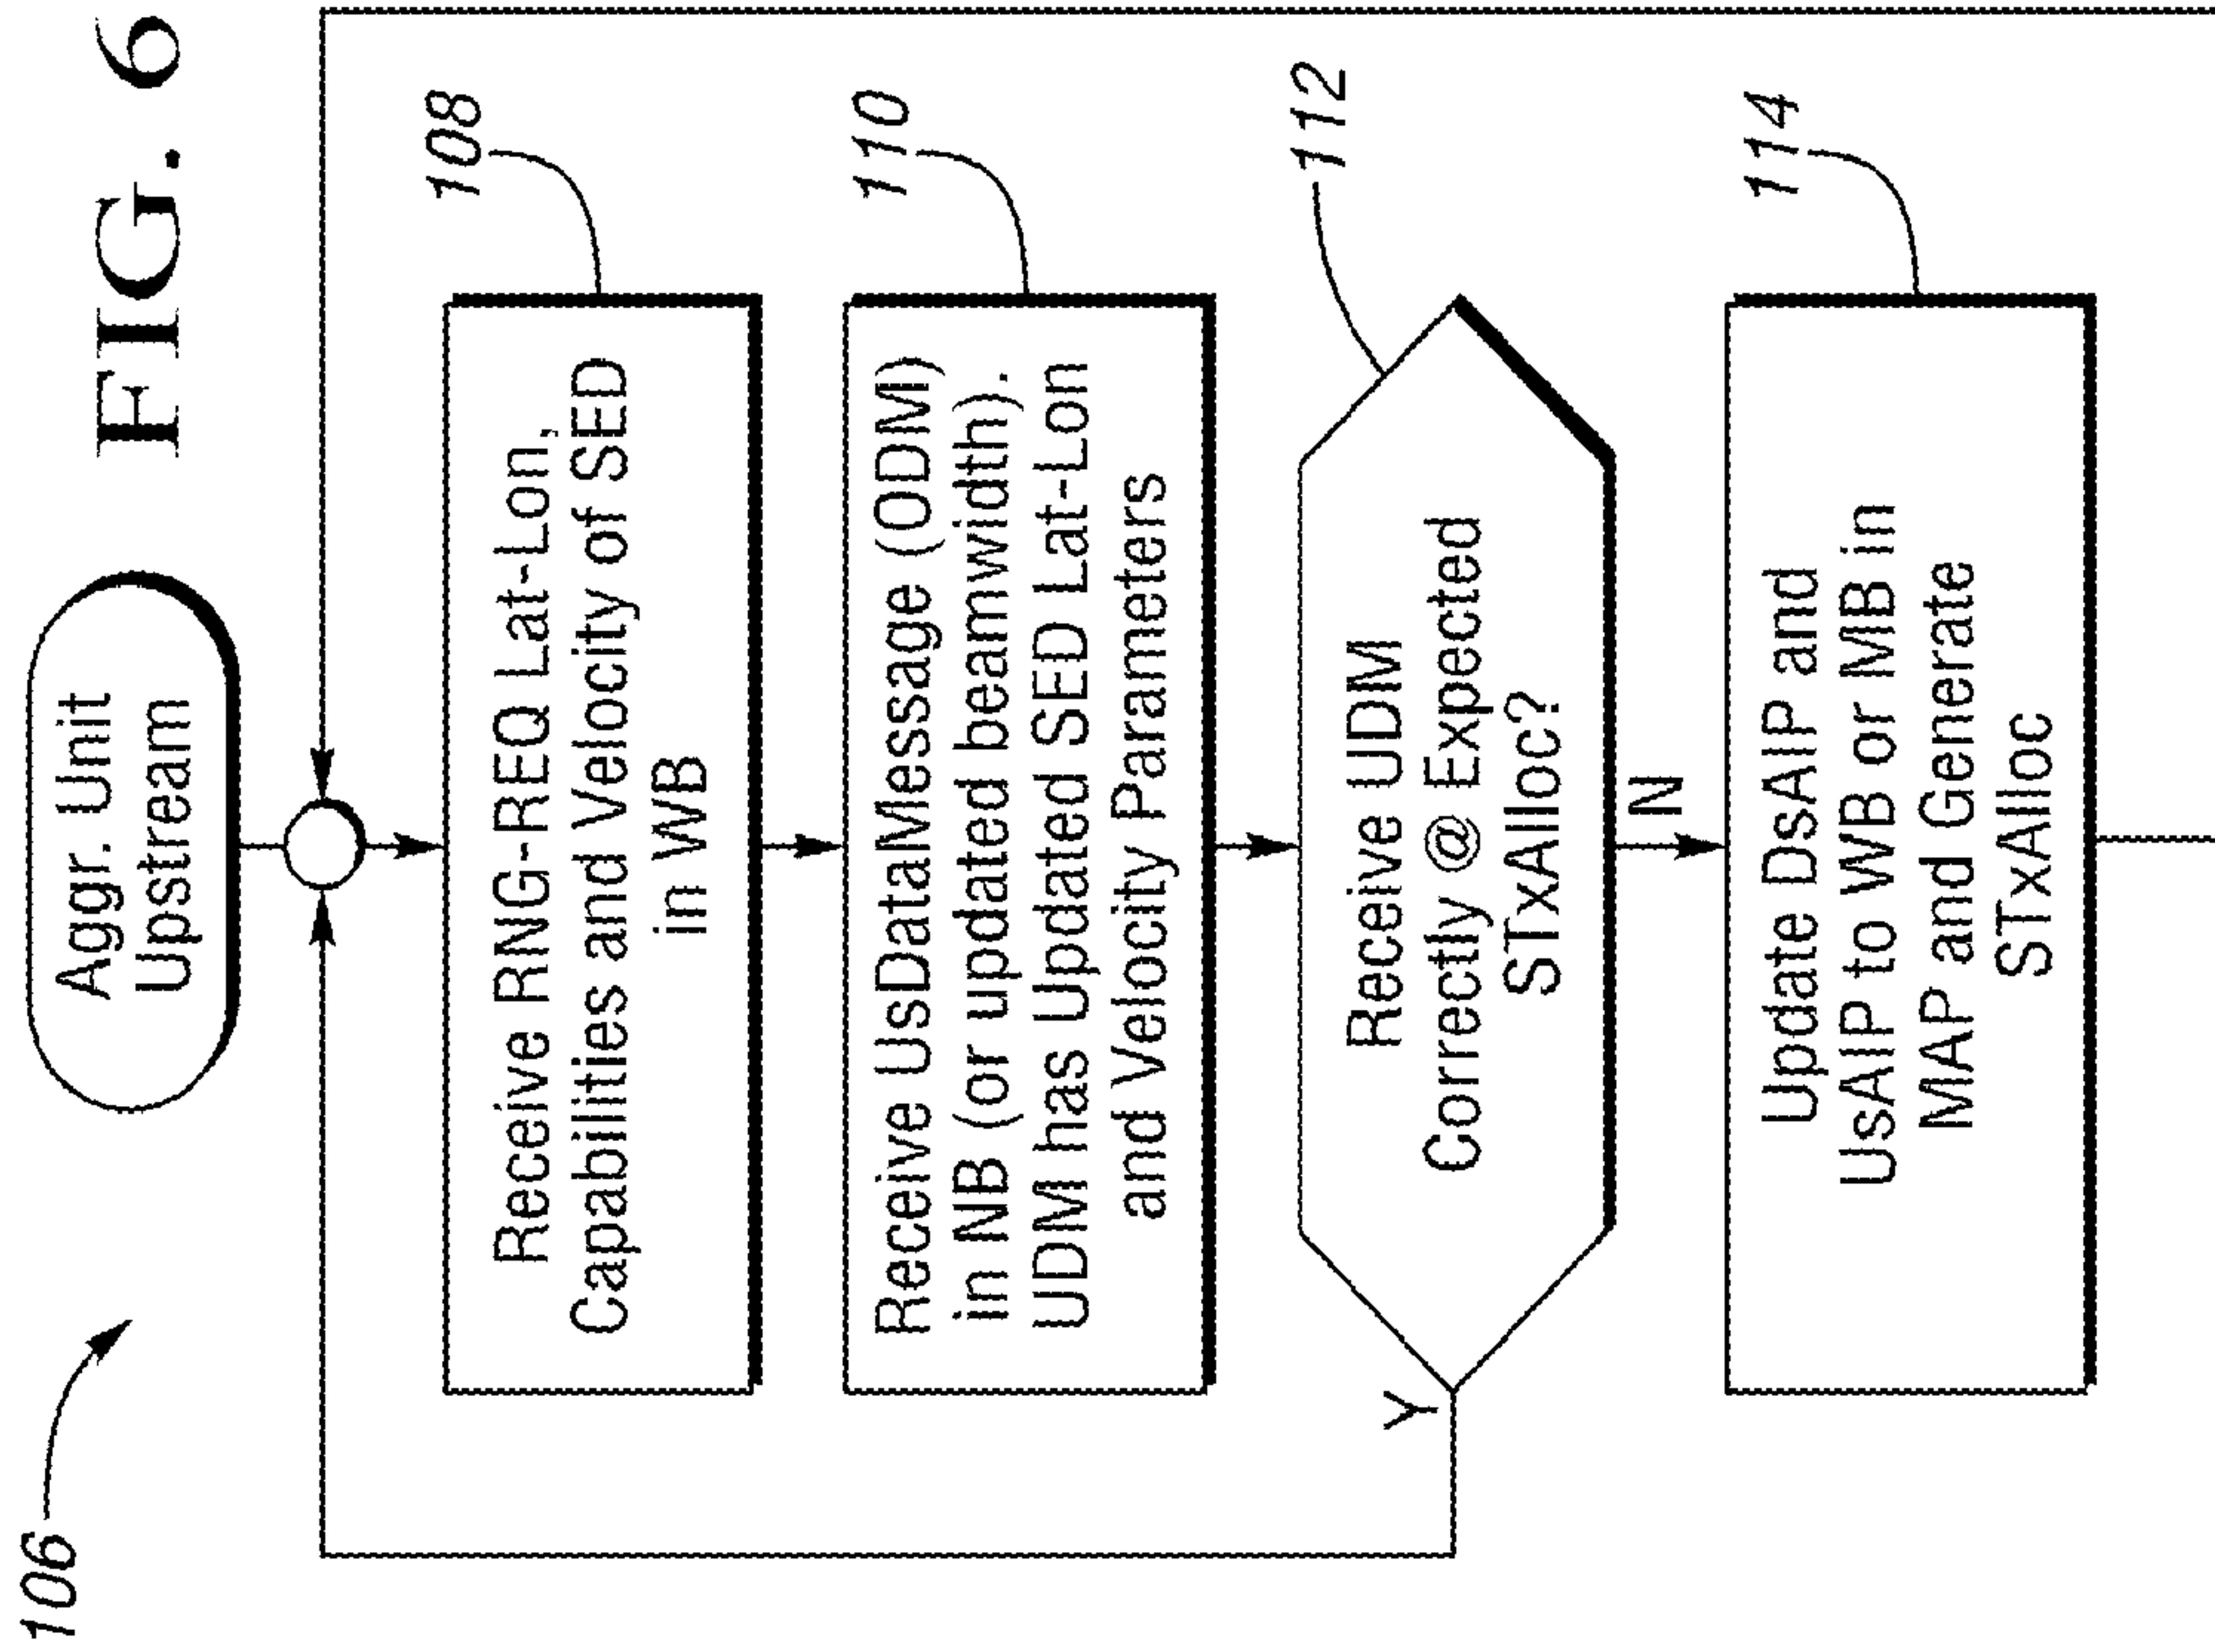 106
FIG. 6
Aggr. Unit
Upstream
108
Receive RNG-REQ Lat-Lon,
Capabilities and Velocity of SED
in WB
110
Receive UsDataMessage (ODM)
in NB (or updated beamwidth).
UDM has Updated SED Lat-Lon
and Velocity Parameters
112
Receive UDM
Correctly @ Expected
STxAlloc?
Y
N
114
Update DsAIP and
UsAIP to WB or MB in
MAP and Generate
STxAlloc